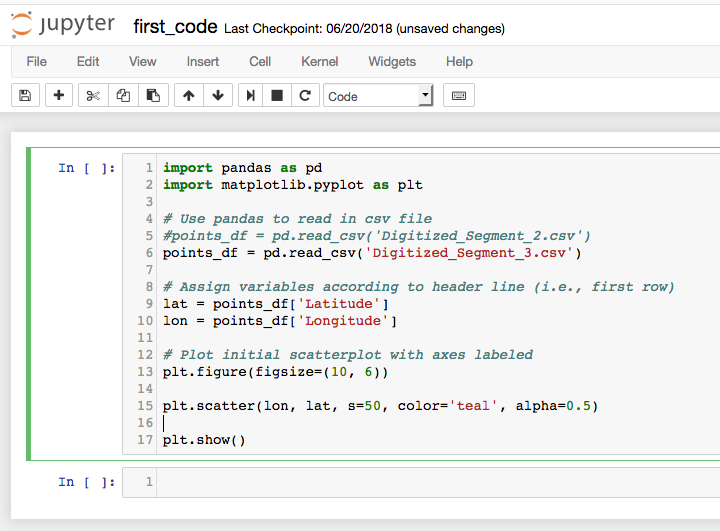 jupyter first_code Last Checkpoint: 06/20/2018 (unsaved changes)
File Edit View Insert Cell Kernel Widgets Help
Code
In [ ]:
1 import pandas as pd
2 import matplotlib.pyplot as plt
3
4 # Use pandas to read in csv file
5 #points_df = pd.read_csv('Digitized_Segment_2.csv')
6 points_df = pd.read_csv('Digitized_Segment_3.csv')
7
8 # Assign variables according to header line (i.e., first row)
9 lat = points_df['Latitude']
10 lon = points_df['Longitude']
11
12 # Plot initial scatterplot with axes labeled
13 plt.figure(figsize=(10, 6))
14
15 plt.scatter(lon, lat, s=50, color='teal', alpha=0.5)
16
17 plt.show()
In [ ]:
1